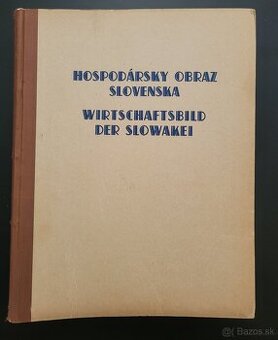 HOSPODÁRSKY OBRAZ
SLOVENSKA
WIRTSCHAFTSBILD
DER SLOWAKEI
Bazos.sk